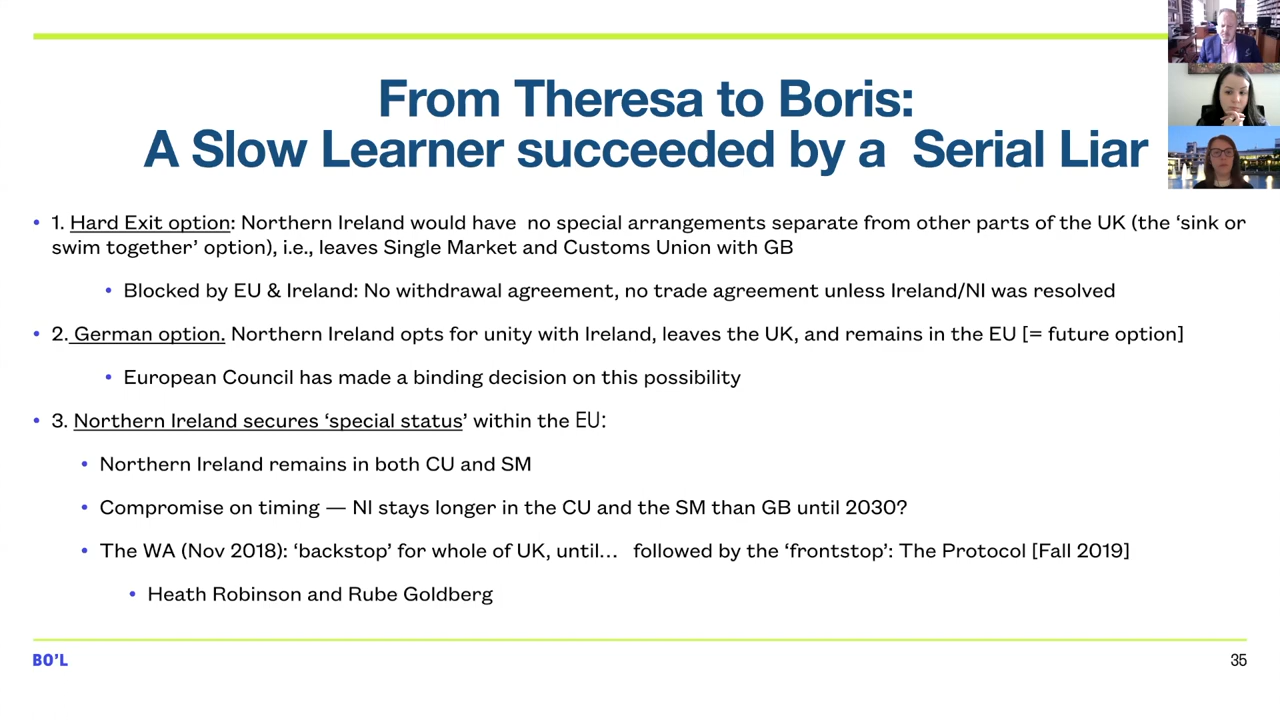 From Theresa to Boris:
A Slow Learner succeeded by a  Serial Liar
• 1. Hard Exit option: Northern Ireland would have  no special arrangements separate from other parts of the UK (the ‘sink or
swim together’ option), i.e., leaves Single Market and Customs Union with GB
• Blocked by EU & Ireland: No withdrawal agreement, no trade agreement unless Ireland/NI was resolved
• 2. German option. Northern Ireland opts for unity with Ireland, leaves the UK, and remains in the EU [= future option]
• European Council has made a binding decision on this possibility
• 3. Northern Ireland secures ‘special status’ within the EU:
• Northern Ireland remains in both CU and SM
• Compromise on timing — NI stays longer in the CU and the SM than GB until 2030?
• The WA (Nov 2018): ‘backstop’ for whole of UK, until…  followed by the ‘frontstop’: The Protocol [Fall 2019]
• Heath Robinson and Rube Goldberg
BO’L
35